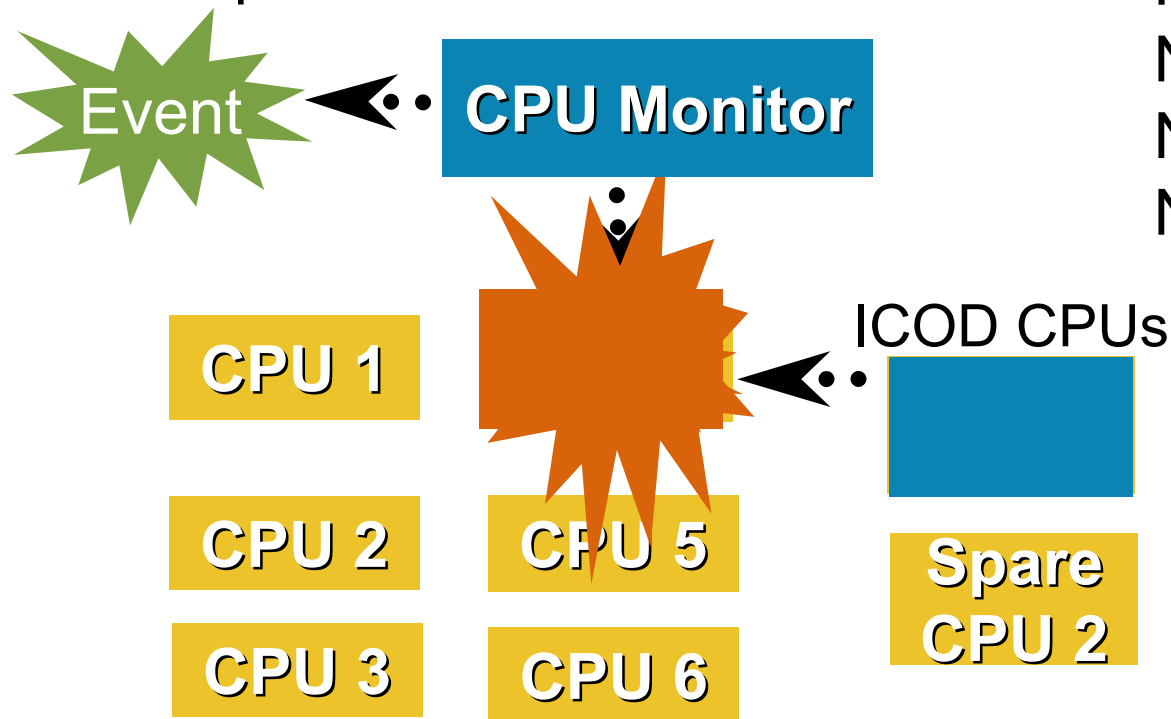 Event
CPU Monitor
ICOD CPUs
CPU 1
CPU 2
CPU 5
Spare
CPU 2
CPU 3
CPU 6